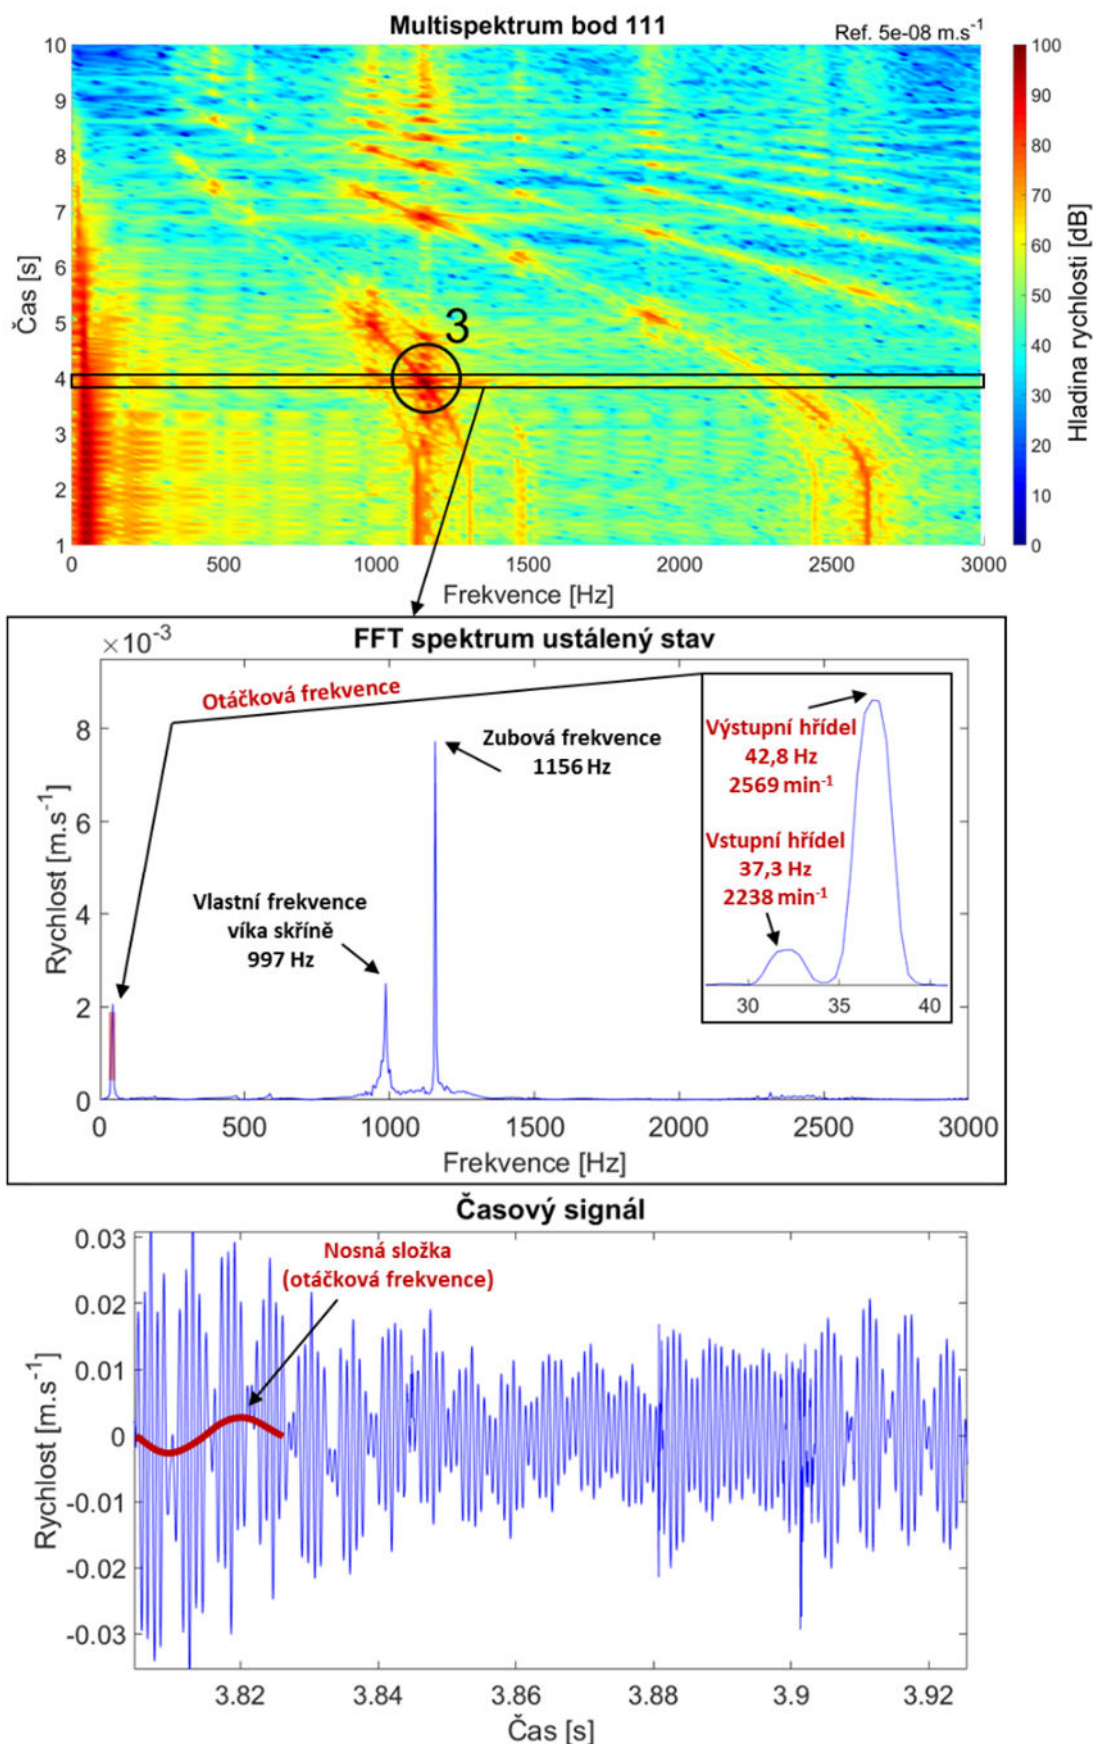 Multispektrum bod 111
Ref. 5e-08 m.s⁻¹
10
9
8
7
6
5
4
3
2
1
Čas [s]
3
0
500
1000
1500
2000
2500
3000
Frekvence [Hz]
100
90
80
70
60
50
40
30
20
10
0
Hladina rychlosti [dB]
FFT spektrum ustálený stav
×10⁻³
8
6
4
2
0
Rychlost [m.s⁻¹]
Otáčková frekvence
Zubová frekvence
1156 Hz
Vlastní frekvence
víka skříně
997 Hz
Výstupní hřídel
42,8 Hz
2569 min⁻¹
Vstupní hřídel
37,3 Hz
2238 min⁻¹
30
35
40
0
500
1000
1500
2000
2500
3000
Frekvence [Hz]
Časový signál
0.03
0.02
0.01
0
-0.01
-0.02
-0.03
Rychlost [m.s⁻¹]
Nosná složka
(otáčková frekvence)
3.82
3.84
3.86
3.88
3.9
3.92
Čas [s]